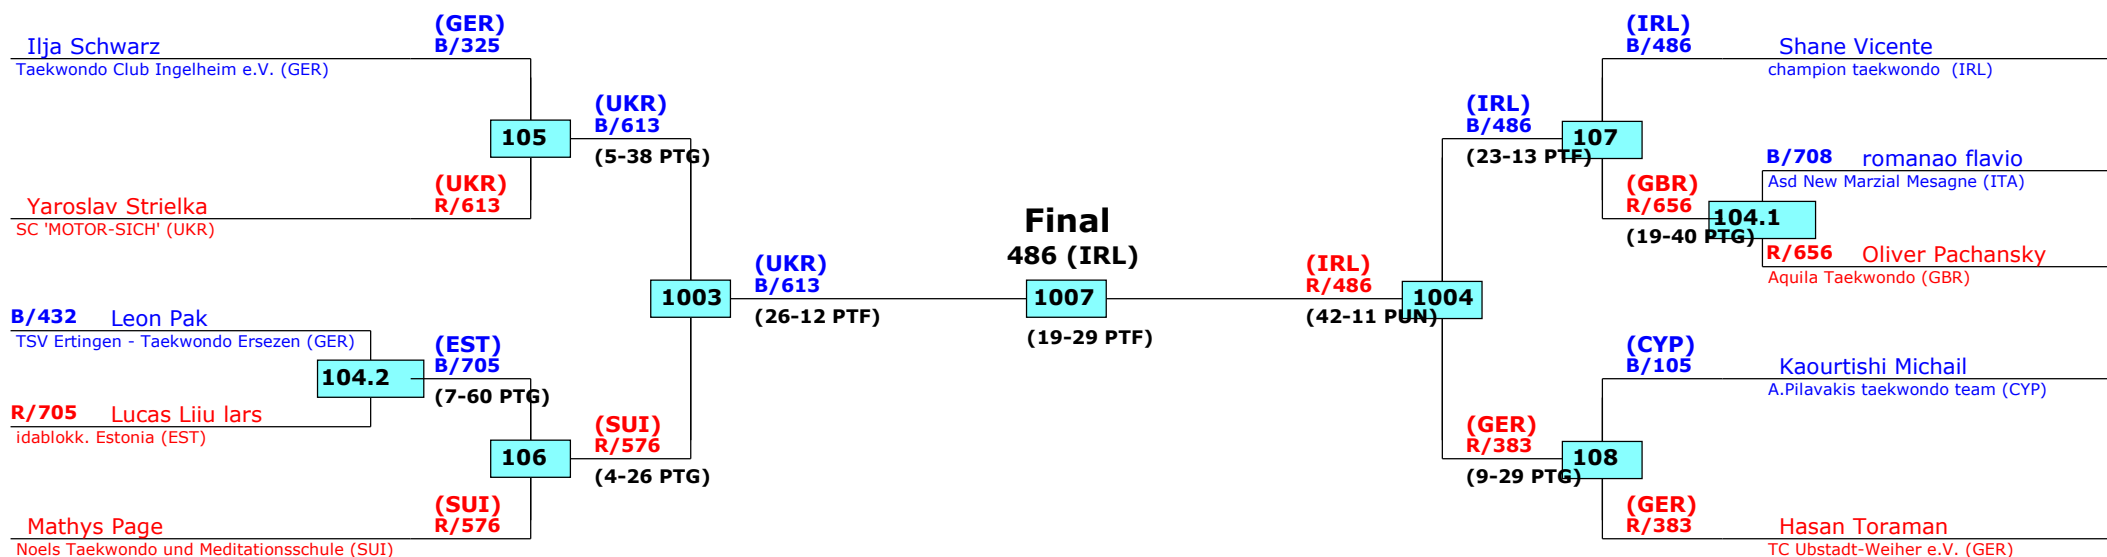 (GER)
B/325
Ilja Schwarz
Taekwondo Club Ingelheim e.V. (GER)
105
(UKR)
R/613
Yaroslav Strielka
SC 'MOTOR-SICH' (UKR)
(UKR)
B/613
(5-38 PTG)
B/432 Leon Pak
TSV Ertingen - Taekwondo Ersezen (GER)
104.2
R/705 Lucas Liiu lars
idablokk. Estonia (EST)
(EST)
B/705
(7-60 PTG)
106
(SUI)
R/576
Mathys Page
Noels Taekwondo und Meditationsschule (SUI)
(SUI)
R/576
(4-26 PTG)
1003
(UKR)
B/613
(26-12 PTF)
Final
486 (IRL)
1007
(19-29 PTF)
(IRL)
R/486
(42-11 PUN)
1004
(IRL)
B/486
(23-13 PTF)
107
(IRL)
B/486
Shane Vicente
champion taekwondo (IRL)
(GBR)
R/656
(19-40 PTG)
104.1
B/708 romanao flavio
Asd New Marzial Mesagne (ITA)
R/656 Oliver Pachansky
Aquila Taekwondo (GBR)
(GER)
R/383
(9-29 PTG)
108
(CYP)
B/105
Kaourtishi Michail
A.Pilavakis taekwondo team (CYP)
(GER)
R/383
Hasan Toraman
TC Ubstadt-Weiher e.V. (GER)